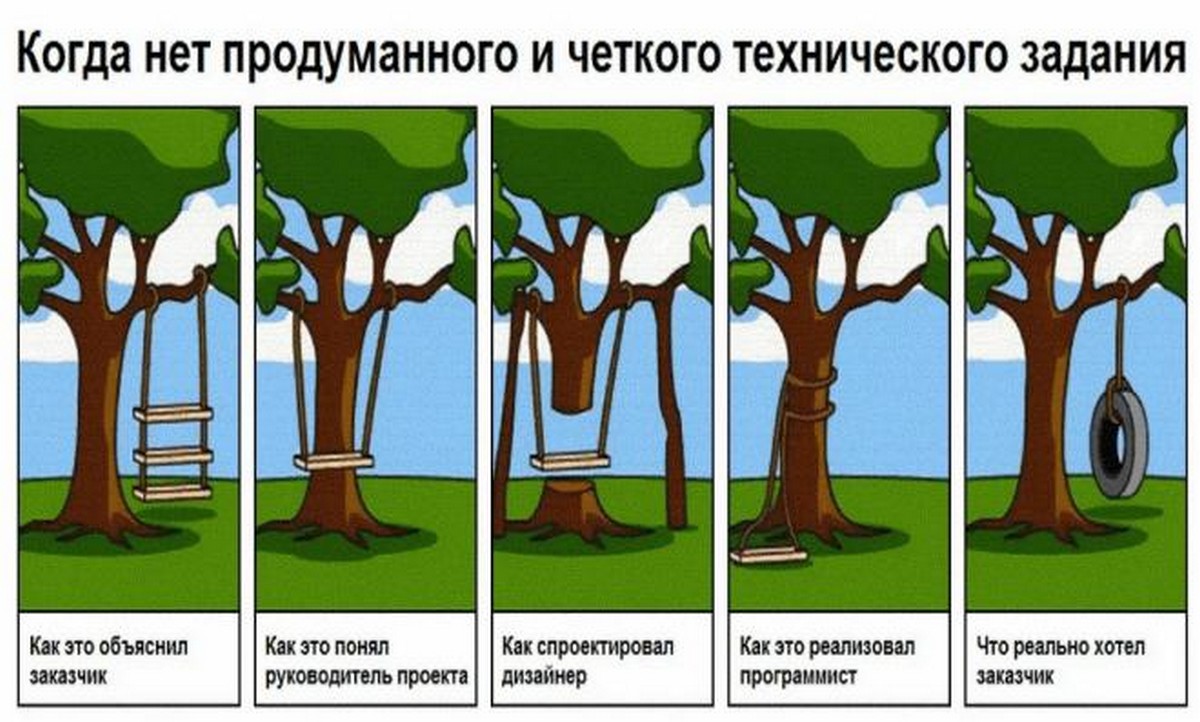 Когда нет продуманного и четкого технического задания
Как это объяснил
заказчик
Как это понял
руководитель проекта
Как спроектировал
дизайнер
Как это реализовал
программист
Что реально хотел
заказчик